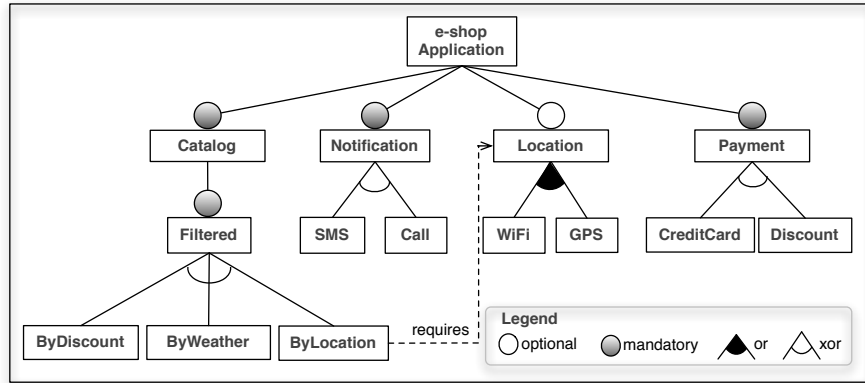 e-shop
Application
Catalog
Notification
Location
Payment
Filtered
SMS
Call
WiFi
GPS
CreditCard
Discount
ByDiscount
ByWeather
ByLocation
requires
Legend
optional
mandatory
or
xor